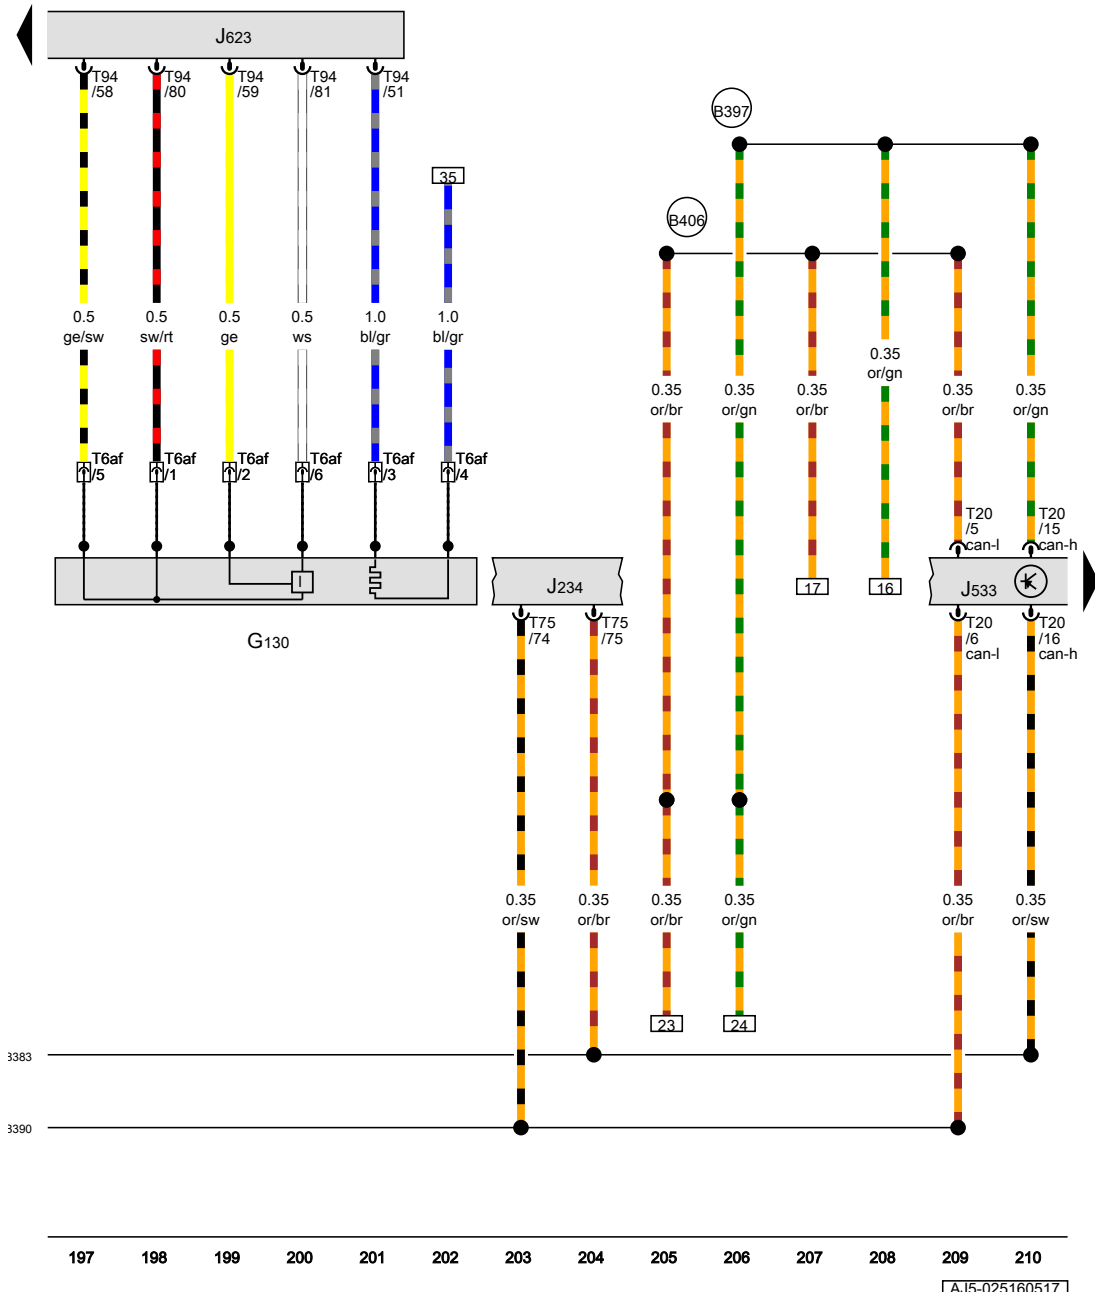 J623
T94 T94 T94 T94 T94
/58 /80 /59 /81 /51
B397
35
B406
0.5 0.5 0.5 0.5 1.0 1.0
ge/sw sw/rt ge ws bl/gr bl/gr
0.35
or/gn
0.35 0.35 0.35 0.35 0.35
or/br or/gn or/br or/br or/gn
T6af T6af T6af T6af T6af T6af
/5 /1 /2 /6 /3 /4
T20 T20
/5 /15
can-l can-h
J234
17 16
J533
G130
T75 T75
/74 /75
T20 T20
/6 /16
can-l can-h
0.35 0.35 0.35 0.35 0.35 0.35
or/sw or/br or/br or/gn or/br or/sw
23 24
383
390
197 198 199 200 201 202 203 204 205 206 207 208 209 210
AJ5-025160517